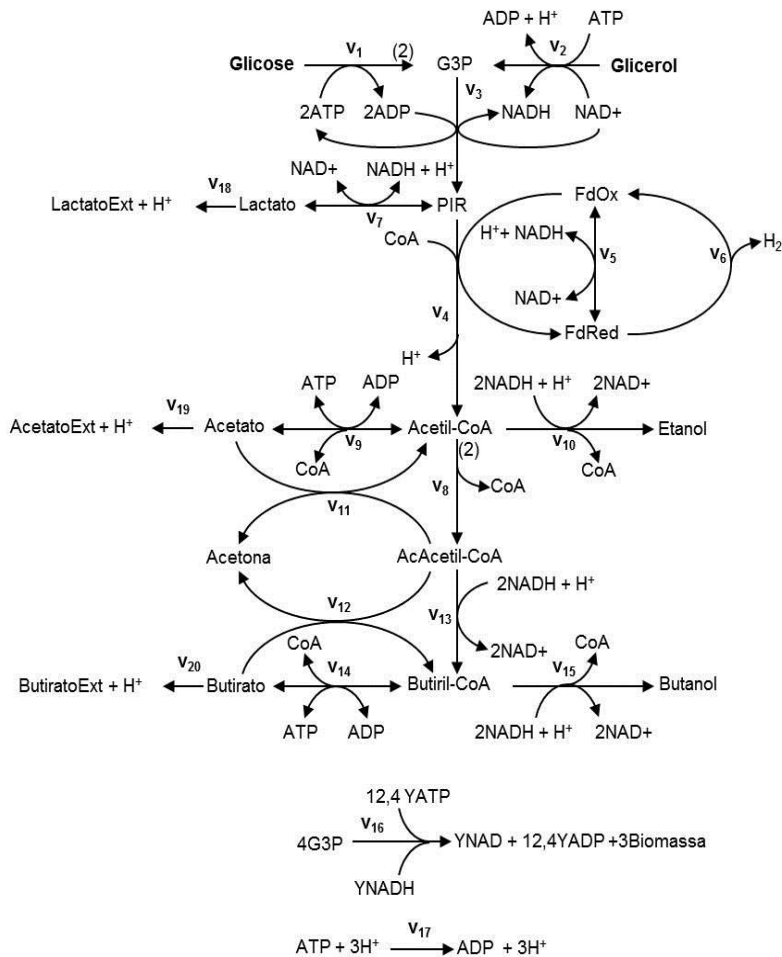 ADP + H⁺ ATP
v₁ (2) v₂
Glicose G3P Glicerol
v₃
2ATP 2ADP NADH NAD+
NAD+ NADH + H⁺
v₁₈ FdOx
LactatoExt + H⁺ Lactato PIR
v₇
CoA H⁺+ NADH v₅ v₆ H₂
NAD+
v₄
FdRed
H⁺
ATP ADP 2NADH + H⁺ 2NAD+
v₁₉
AcetatoExt + H⁺ Acetato Acetil-CoA Etanol
v₉ (2) v₁₀
CoA CoA
v₈ CoA
v₁₁
Acetona AcAcetil-CoA
2NADH + H⁺
v₁₂ v₁₃
CoA 2NAD+ CoA
v₂₀ v₁₄ v₁₅
ButiratoExt + H⁺ Butirato Butiril-CoA Butanol
ATP ADP 2NADH + H⁺ 2NAD+
12,4 YATP
v₁₆
4G3P YNAD + 12,4YADP +3Biomassa
YNADH
v₁₇
ATP + 3H⁺ ADP + 3H⁺